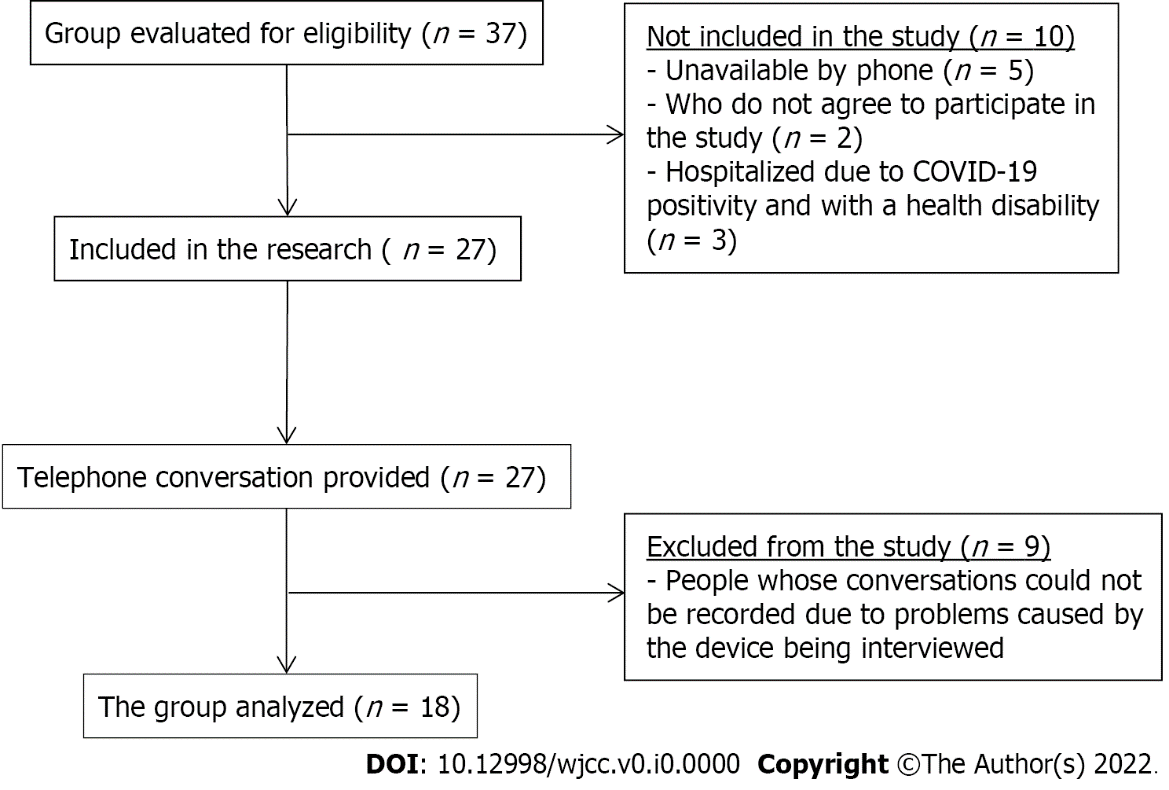 Group evaluated for eligibility (n = 37)
Not included in the study (n = 10)
- Unavailable by phone (n = 5)
- Who do not agree to participate in
the study (n = 2)
- Hospitalized due to COVID-19
positivity and with a health disability
(n = 3)
Included in the research ( n = 27)
Telephone conversation provided (n = 27)
Excluded from the study (n = 9)
- People whose conversations could not
be recorded due to problems caused by
the device being interviewed
The group analyzed (n = 18)
DOI: 10.12998/wjcc.v0.i0.0000 Copyright ©The Author(s) 2022.